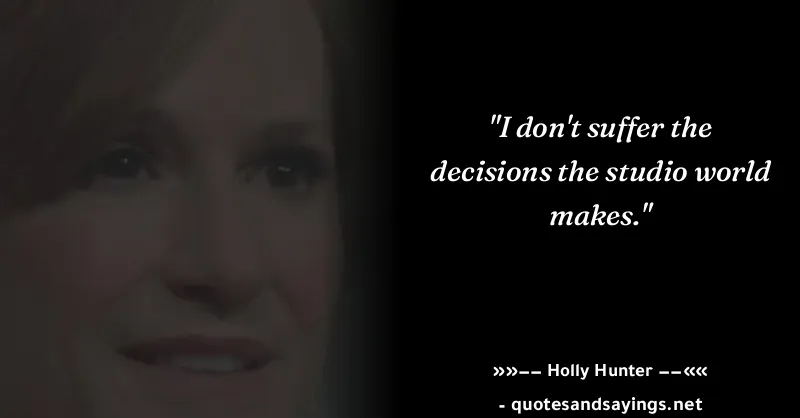 "I don't suffer the
decisions the studio world
makes."
»»–– Holly Hunter ––««
- quotesandsayings.net